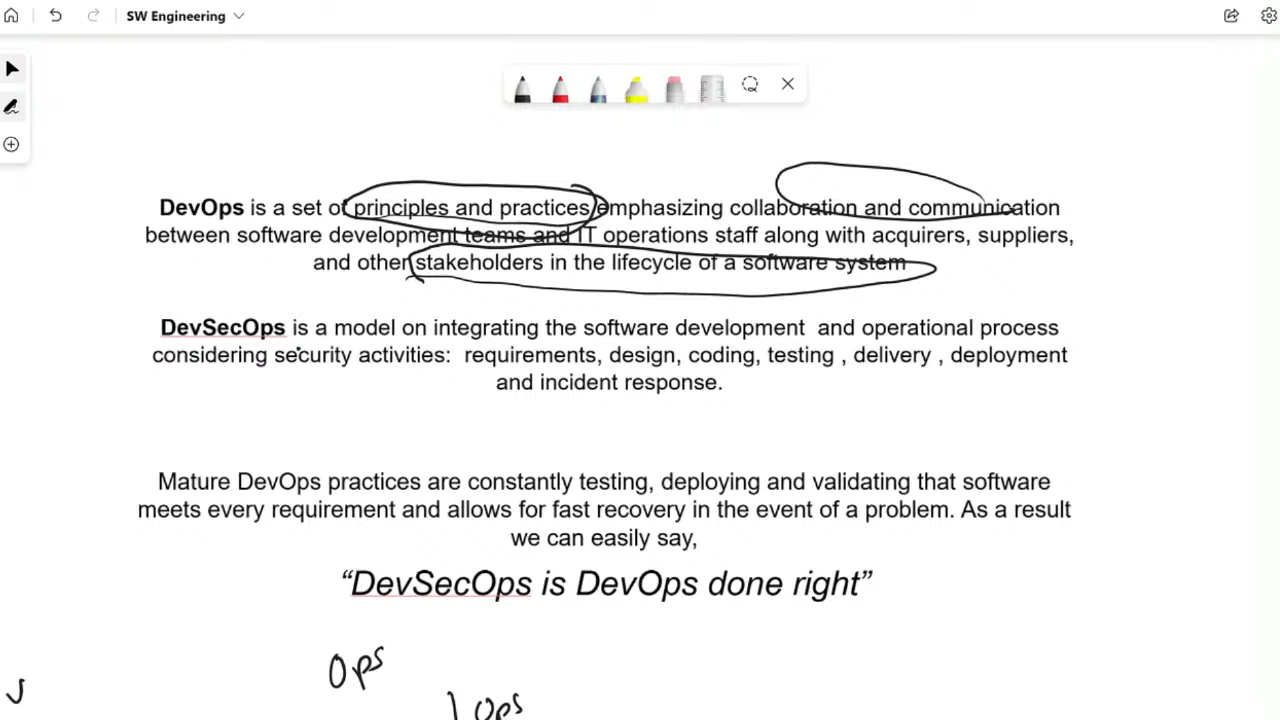 SW Engineering
DevOps is a set of principles and practices emphasizing collaboration and communication
between software development teams and IT operations staff along with acquirers, suppliers,
and other stakeholders in the lifecycle of a software system
DevSecOps is a model on integrating the software development and operational process
considering security activities: requirements, design, coding, testing , delivery , deployment
and incident response.
Mature DevOps practices are constantly testing, deploying and validating that software
meets every requirement and allows for fast recovery in the event of a problem. As a result
we can easily say,
“DevSecOps is DevOps done right”
Ops
Ops